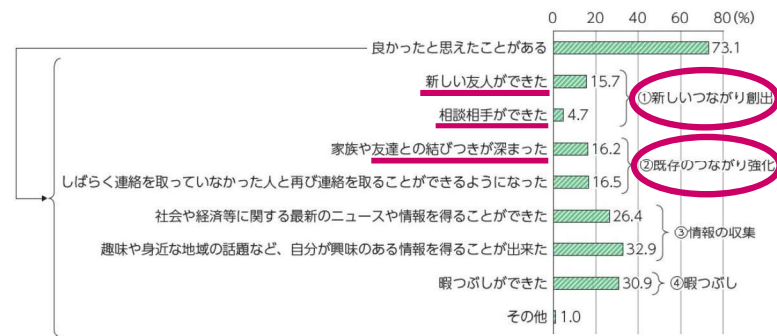 0 20 40 60 80(%)
良かったと思えたことがある 73.1
新しい友人ができた 15.7
①新しいつながり創出
相談相手ができた 4.7
家族や友達との結びつきが深まった 16.2
②既存のつながり強化
しばらく連絡を取っていなかった人と再び連絡を取ることができるようになった 16.5
社会や経済等に関する最新のニュースや情報を得ることができた 26.4
③情報の収集
趣味や身近な地域の話題など、自分が興味のある情報を得ることが出来た 32.9
暇つぶしができた 30.9 ④暇つぶし
その他 1.0